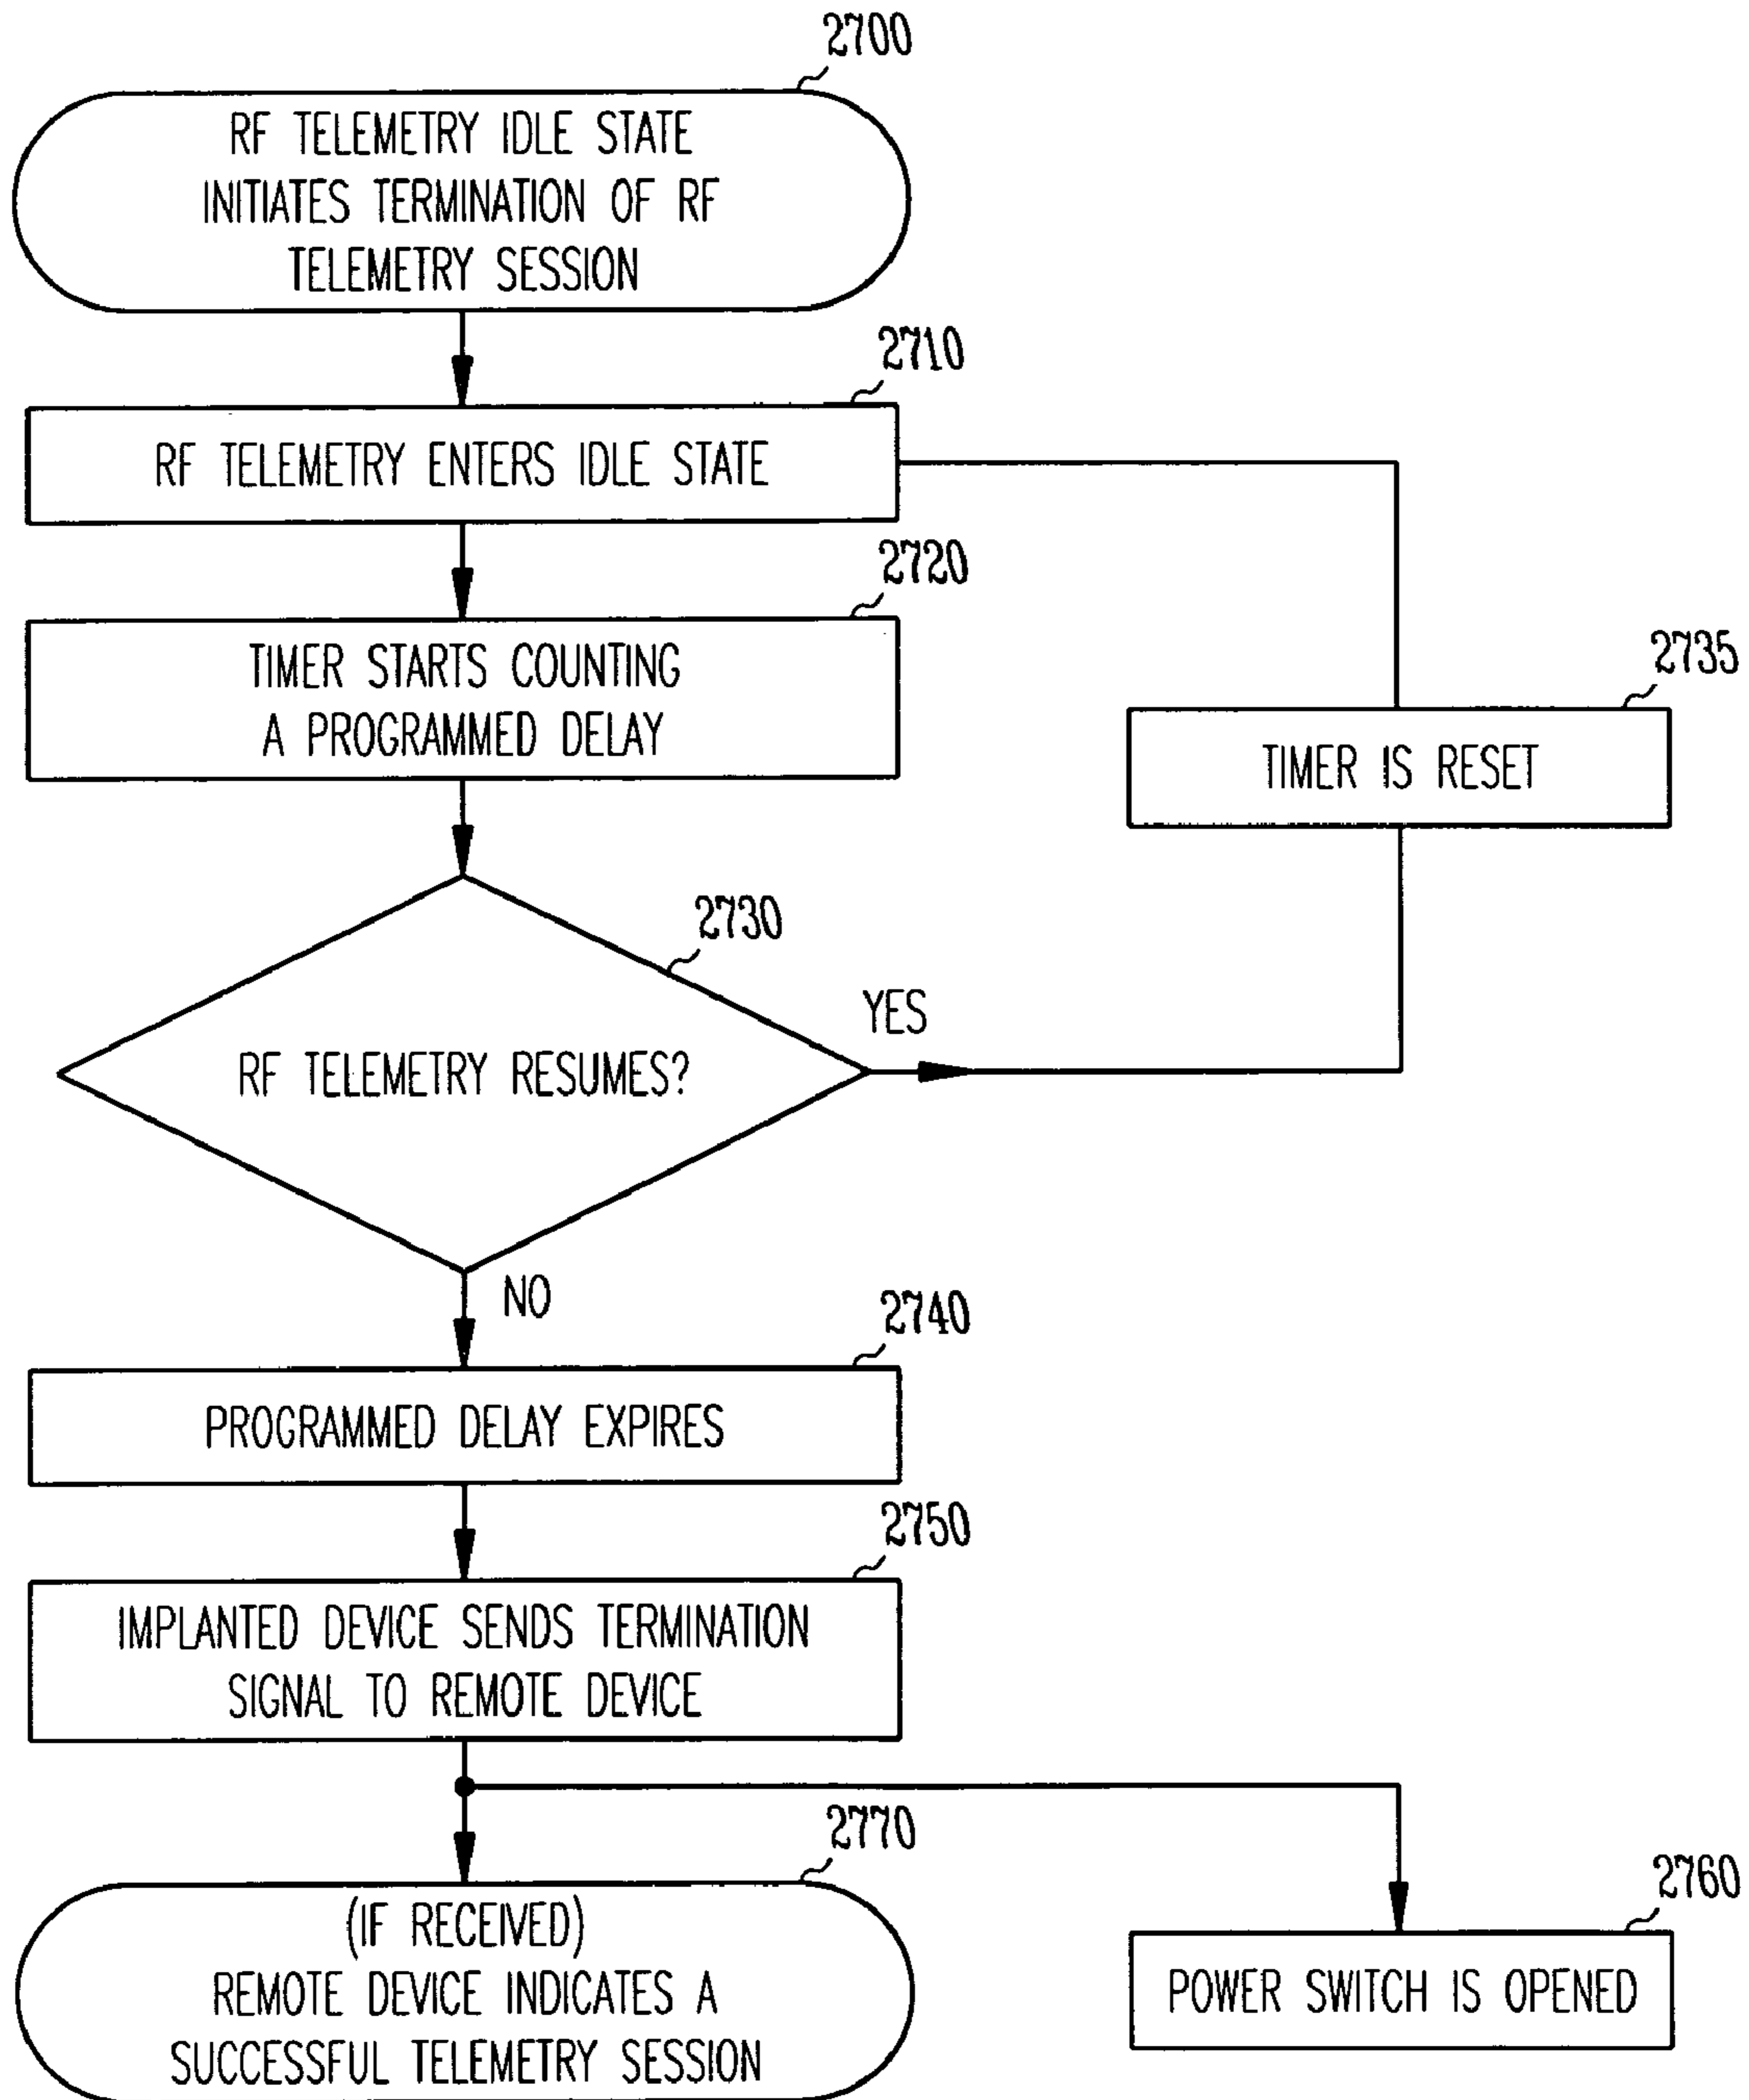 2700
RF TELEMETRY IDLE STATE
INITIATES TERMINATION OF RF
TELEMETRY SESSION
2710
RF TELEMETRY ENTERS IDLE STATE
2720
TIMER STARTS COUNTING
A PROGRAMMED DELAY
2735
TIMER IS RESET
2730
RF TELEMETRY RESUMES?
YES
NO
2740
PROGRAMMED DELAY EXPIRES
2750
IMPLANTED DEVICE SENDS TERMINATION
SIGNAL TO REMOTE DEVICE
2770
(IF RECEIVED)
REMOTE DEVICE INDICATES A
SUCCESSFUL TELEMETRY SESSION
2760
POWER SWITCH IS OPENED